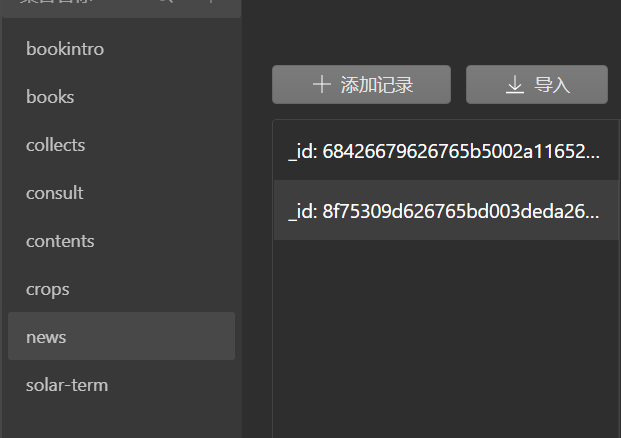 bookintro
books
collects
consult
contents
crops
news
solar-term
添加记录
导入
_id: 68426679626765b5002a11652...
_id: 8f75309d626765bd003deda26...